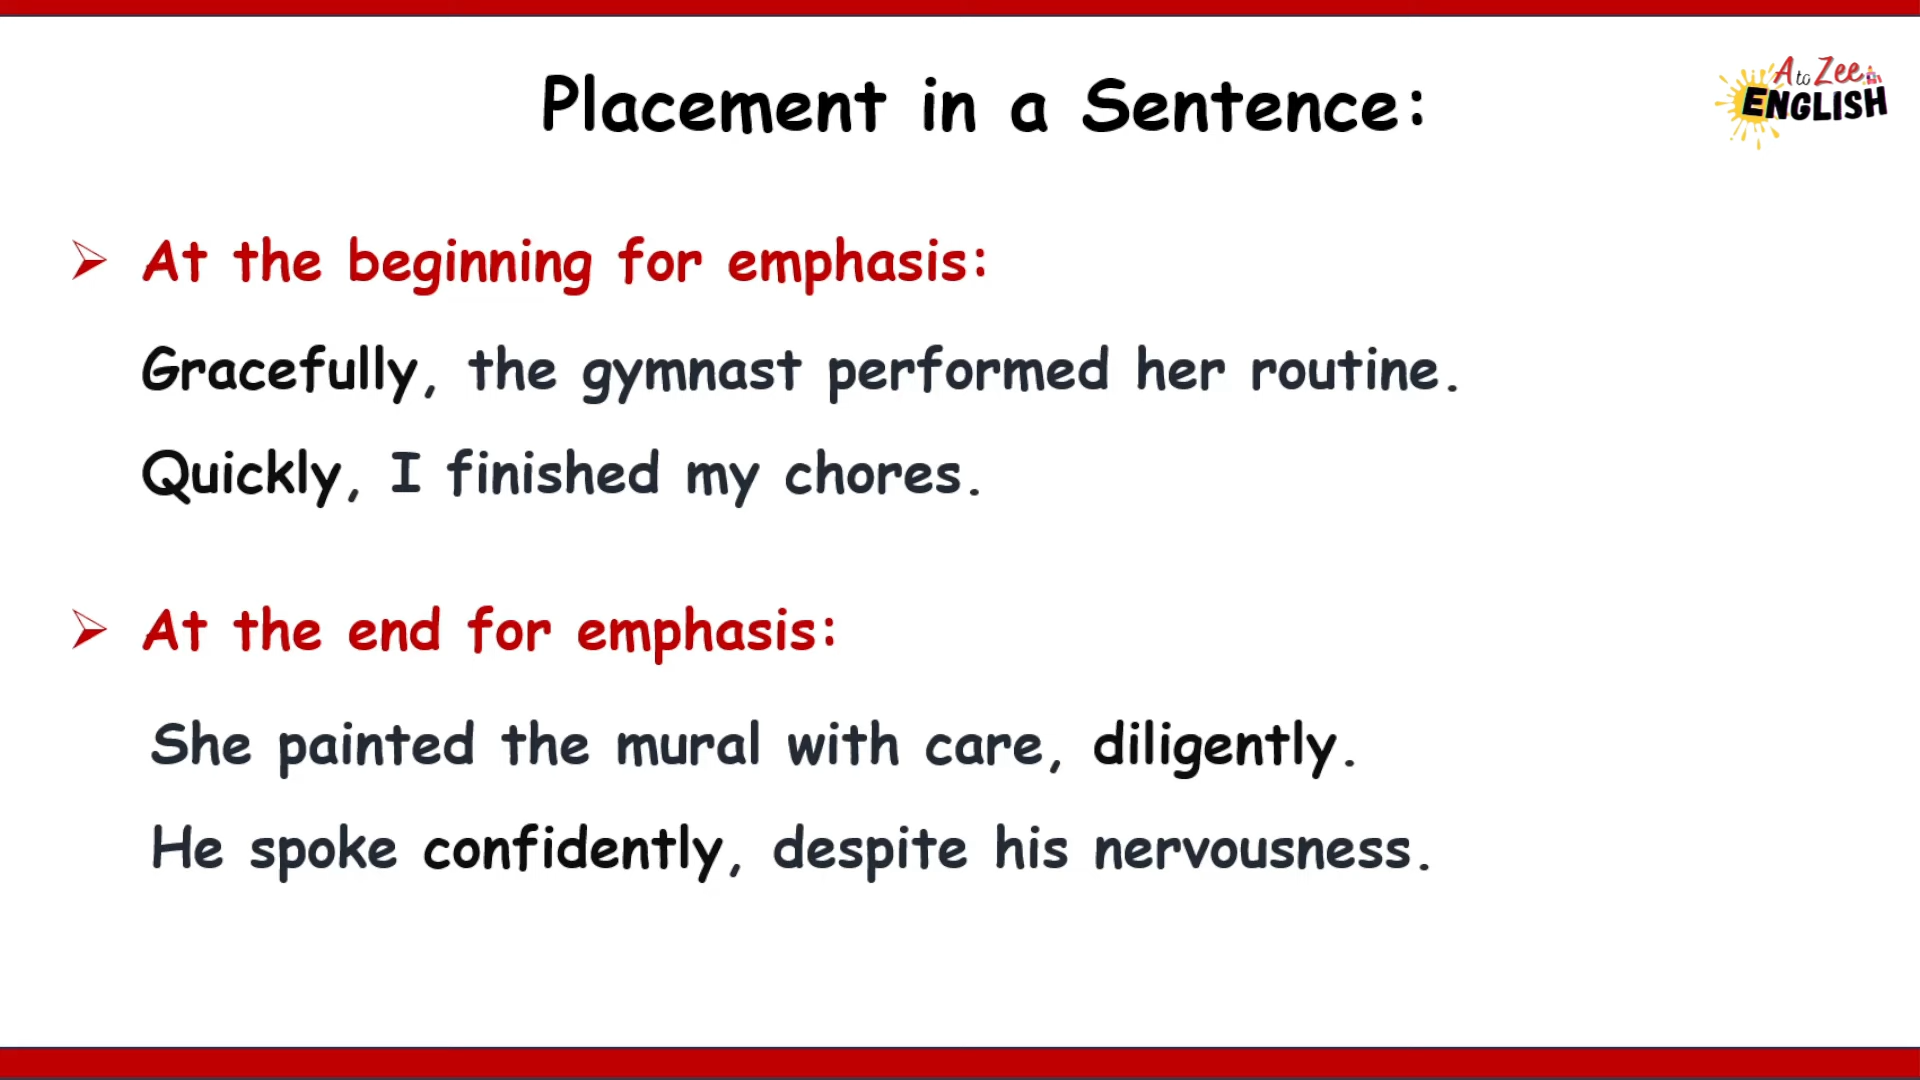 Placement in a Sentence:
A to Zee
ENGLISH
At the beginning for emphasis:
Gracefully, the gymnast performed her routine.
Quickly, I finished my chores.
At the end for emphasis:
She painted the mural with care, diligently.
He spoke confidently, despite his nervousness.